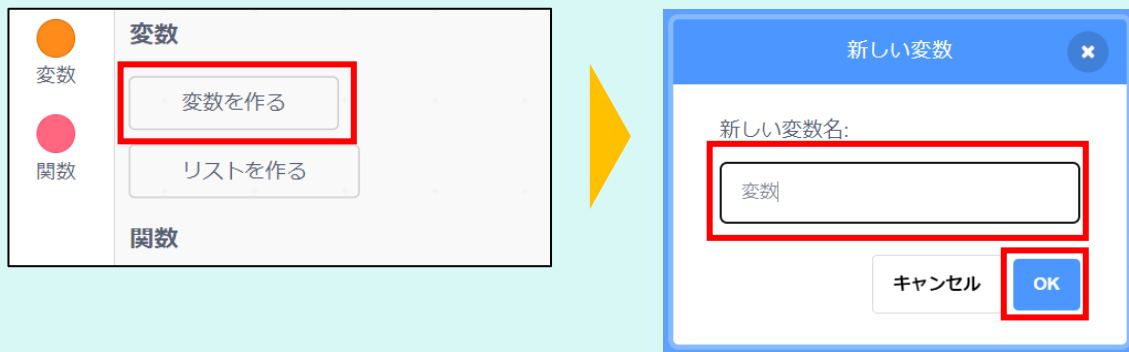 変数
変数
変数を作る
関数
リストを作る
関数
新しい変数
新しい変数名:
変数
キャンセル
OK